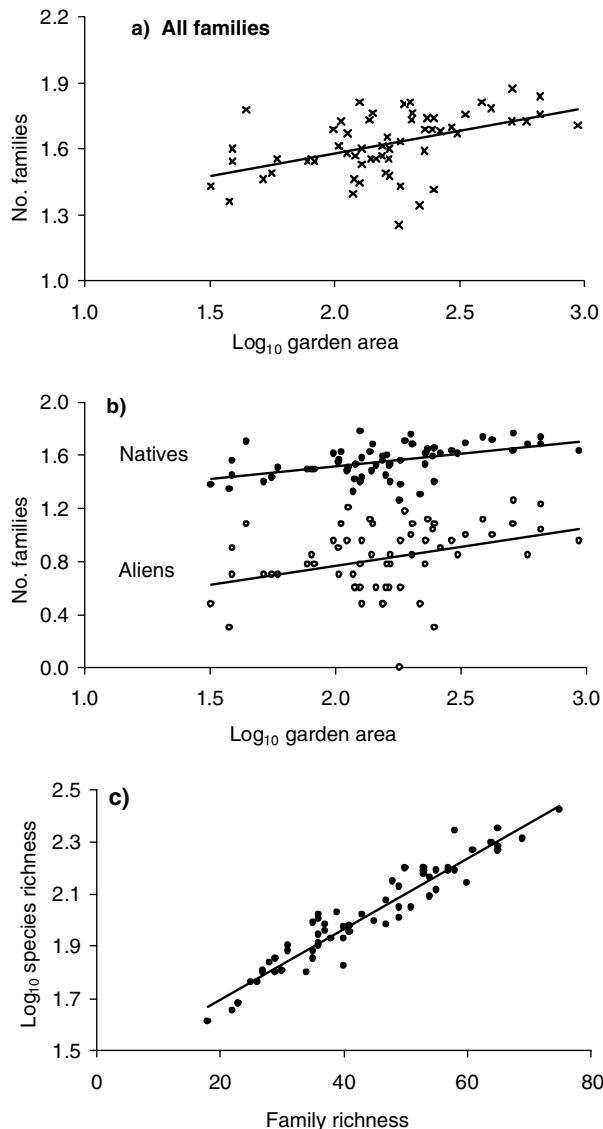 a) All families
2.2
1.9
1.6
1.3
1.0
No. families
1.0 1.5 2.0 2.5 3.0
Log₁₀ garden area
b)
2.0
1.6
1.2
0.8
0.4
0.0
No. families
Natives
Aliens
1.0 1.5 2.0 2.5 3.0
Log₁₀ garden area
c)
2.5
2.3
2.1
1.9
1.7
1.5
Log₁₀ species richness
0 20 40 60 80
Family richness